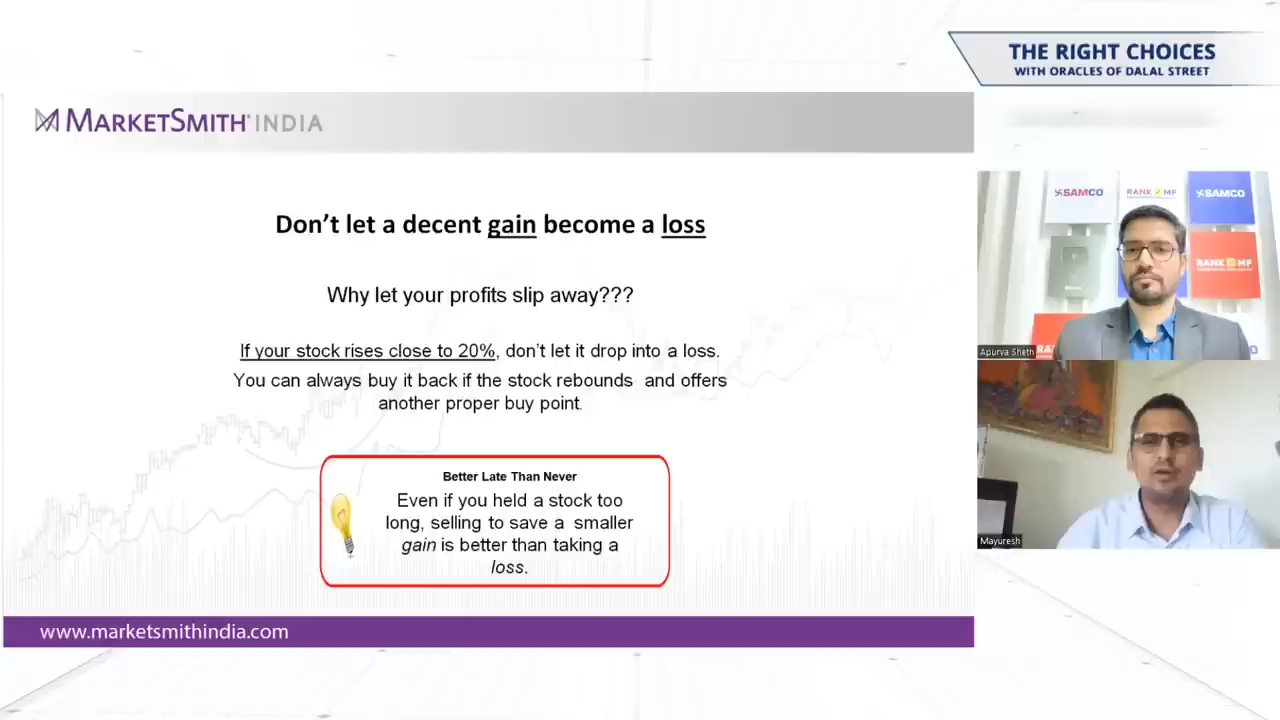 THE RIGHT CHOICES
WITH ORACLES OF DALAL STREET
MARKETSMITH INDIA
Don’t let a decent gain become a loss
Why let your profits slip away???
If your stock rises close to 20%, don’t let it drop into a loss.
You can always buy it back if the stock rebounds and offers
another proper buy point.
Better Late Than Never
Even if you held a stock too
long, selling to save a smaller
gain is better than taking a
loss.
www.marketsmithindia.com
SAMCO
RANK MF
SAMCO
RANK MF
Apurva Sheth
Mayuresh